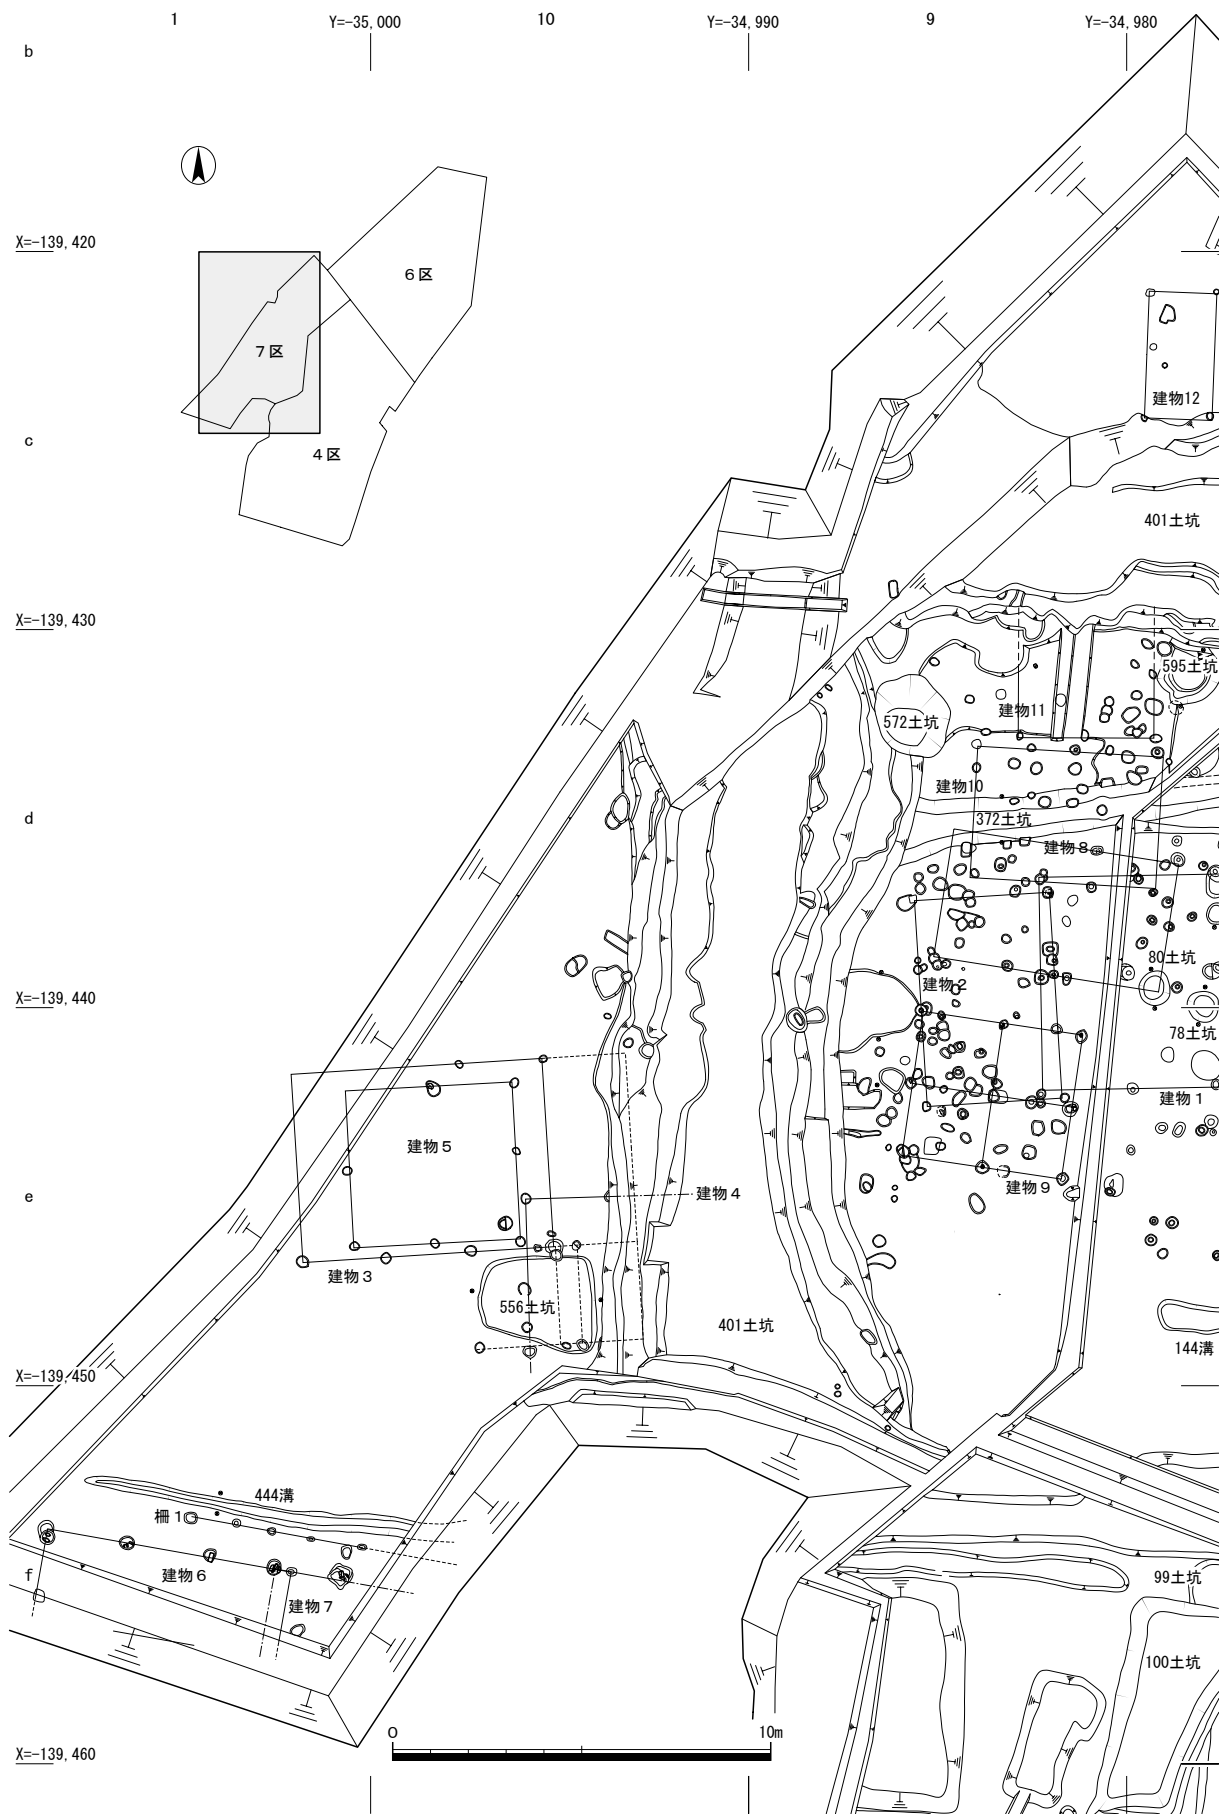 1
Y=-35,000
10
Y=-34,990
9
Y=-34,980
b
X=-139,420
6区
7区
4区
c
建物12
401土坑
X=-139,430
595土坑
572土坑
建物11
建物10
372土坑
d
建物8
80土坑
建物2
X=-139,440
78土坑
建物1
建物5
建物4
建物9
e
建物3
556土坑
401土坑
144溝
X=-139,450
444溝
柵1
建物6
f
99土坑
建物7
100土坑
0
10m
X=-139,460